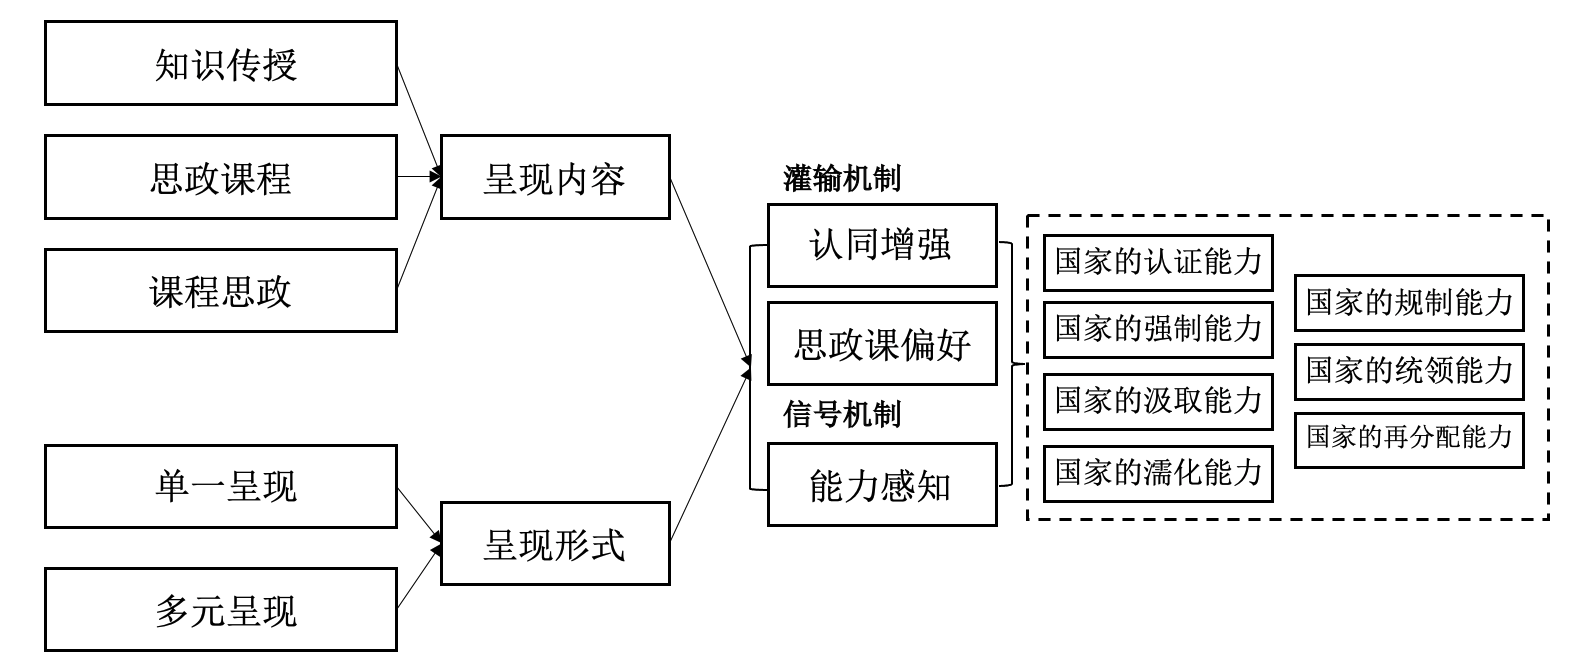 知识传授
思政课程
课程思政
单一呈现
多元呈现
呈现内容
呈现形式
灌输机制
认同增强
思政课偏好
信号机制
能力感知
国家的认证能力
国家的强制能力
国家的汲取能力
国家的濡化能力
国家的规制能力
国家的统领能力
国家的再分配能力